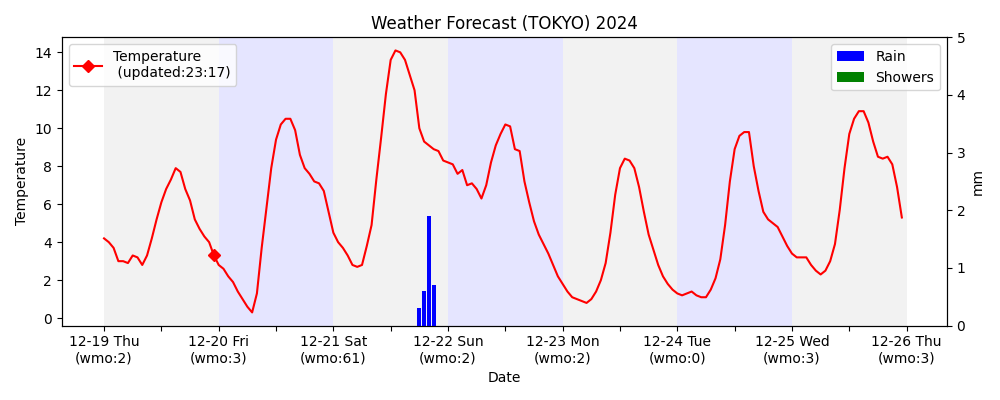 Weather Forecast (TOKYO) 2024
Temperature
(updated:23:17)
Rain
Showers
14
12
10
8
6
4
2
0
Temperature
5
4
3
2
1
0
mm
12-19 Thu
(wmo:2)
12-20 Fri
(wmo:3)
12-21 Sat
(wmo:61)
12-22 Sun
(wmo:2)
12-23 Mon
(wmo:2)
12-24 Tue
(wmo:0)
12-25 Wed
(wmo:3)
12-26 Thu
(wmo:3)
Date